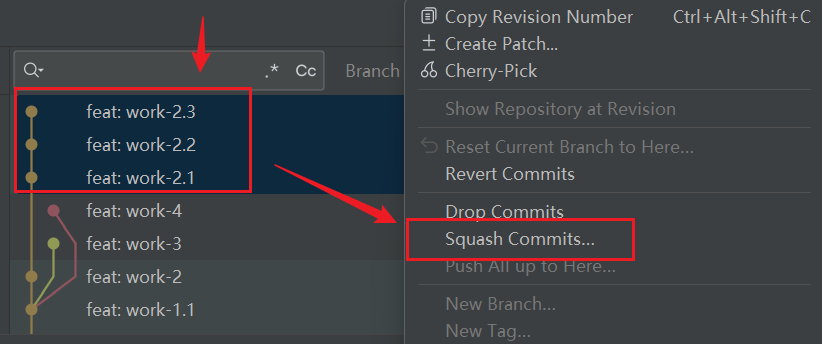 .* Cc Branch
feat: work-2.3
feat: work-2.2
feat: work-2.1
feat: work-4
feat: work-3
feat: work-2
feat: work-1.1
Copy Revision Number Ctrl+Alt+Shift+C
Create Patch...
Cherry-Pick
Show Repository at Revision
Reset Current Branch to Here...
Revert Commits
Drop Commits
Squash Commits...
Push All up to Here...
New Branch...
New Tag...